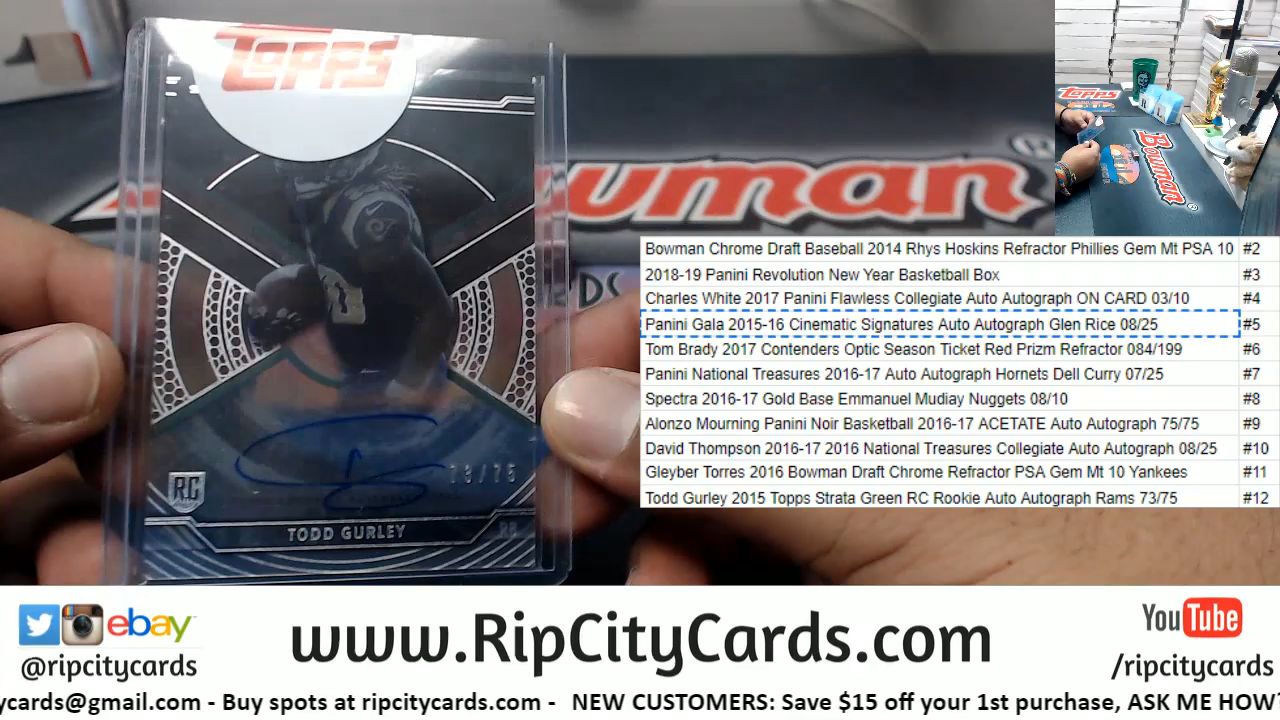 TOPPS
Bowman
®
TOPPS
Bowman
Bowman Chrome Draft Baseball 2014 Rhys Hoskins Refractor Phillies Gem Mt PSA 10 #2
2018-19 Panini Revolution New Year Basketball Box #3
Charles White 2017 Panini Flawless Collegiate Auto Autograph ON CARD 03/10 #4
Panini Gala 2015-16 Cinematic Signatures Auto Autograph Glen Rice 08/25 #5
Tom Brady 2017 Contenders Optic Season Ticket Red Prizm Refractor 084/199 #6
Panini National Treasures 2016-17 Auto Autograph Hornets Dell Curry 07/25 #7
Spectra 2016-17 Gold Base Emmanuel Mudiay Nuggets 08/10 #8
Alonzo Mourning Panini Noir Basketball 2016-17 ACETATE Auto Autograph 75/75 #9
David Thompson 2016-17 2016 National Treasures Collegiate Auto Autograph 08/25 #10
Gleyber Torres 2016 Bowman Draft Chrome Refractor PSA Gem Mt 10 Yankees #11
Todd Gurley 2015 Topps Strata Green RC Rookie Auto Autograph Rams 73/75 #12
73/75
RC
TODD GURLEY RB
ebay
@ripcitycards
www.RipCityCards.com
YouTube
/ripcitycards
ycards@gmail.com - Buy spots at ripcitycards.com - NEW CUSTOMERS: Save $15 off your 1st purchase, ASK ME HOW?